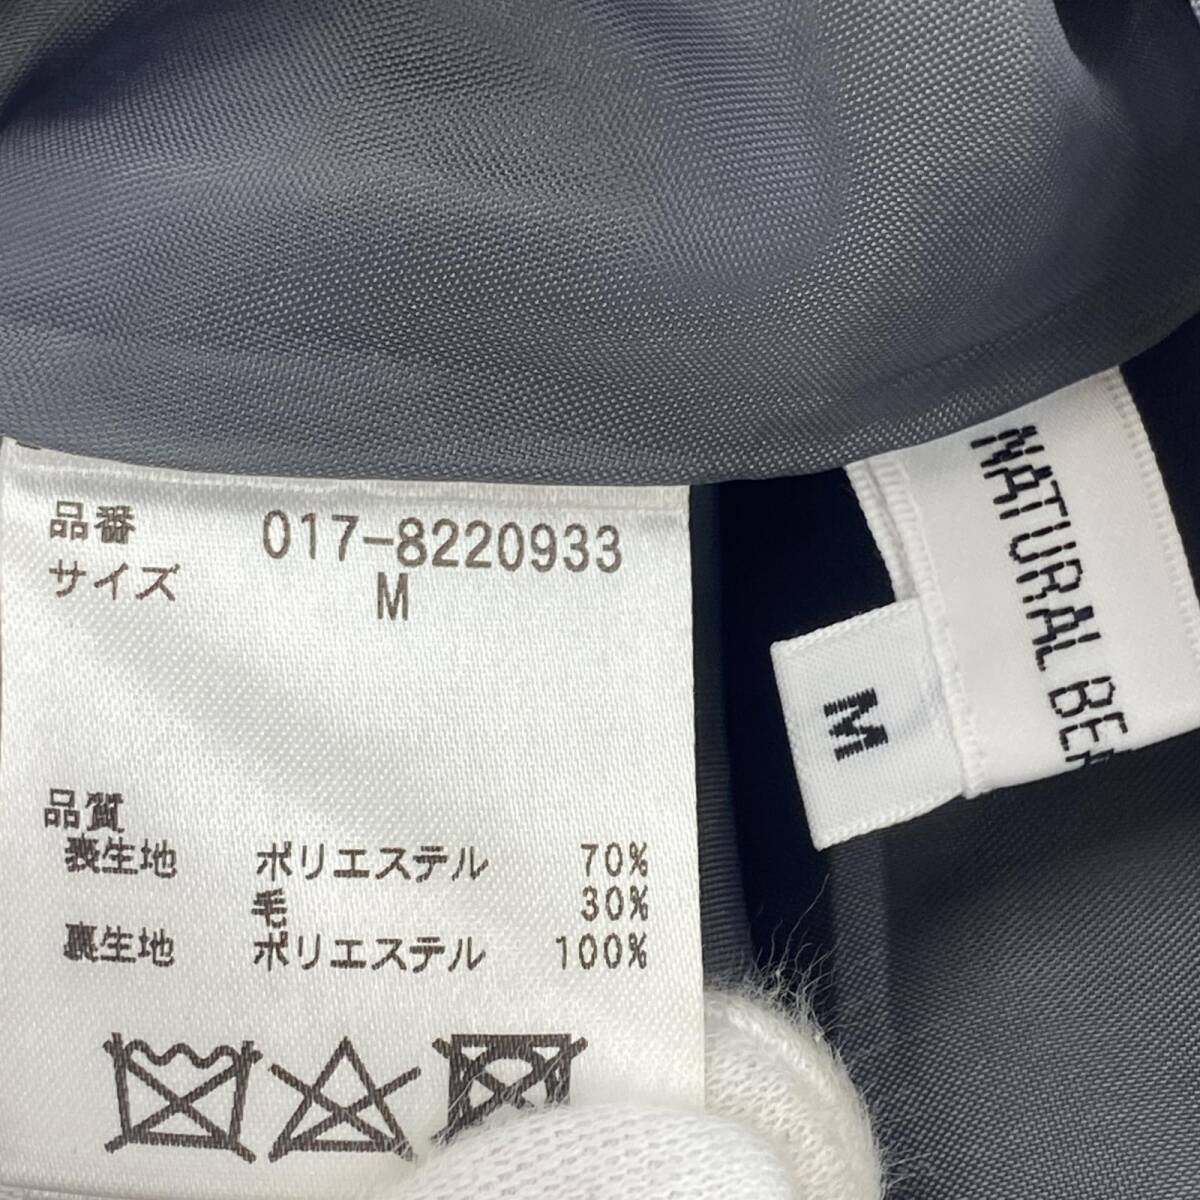 品番 017-8220933
サイズ M
品質
表生地 ポリエステル 70%
毛 30%
裏生地 ポリエステル 100%
NATURAL BEA
M